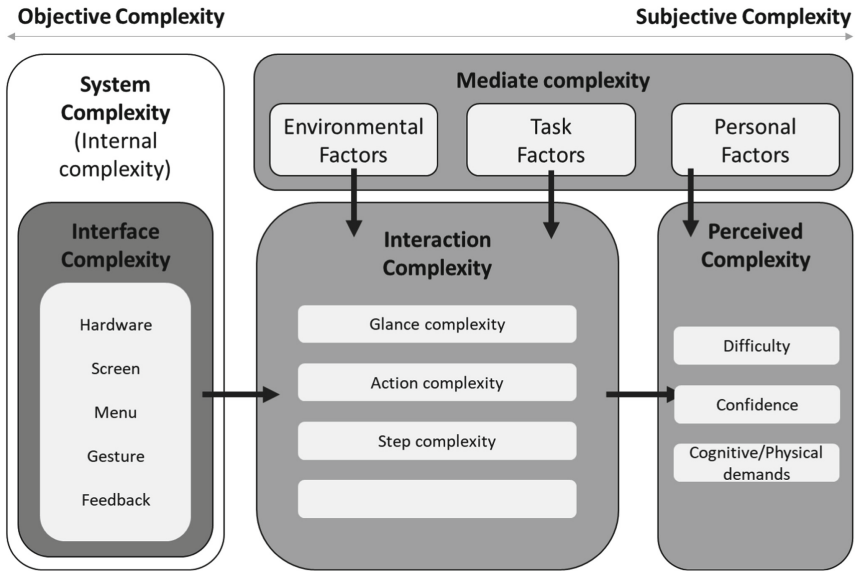 Objective Complexity
Subjective Complexity
System
Complexity
(Internal
complexity)
Interface
Complexity
Hardware
Screen
Menu
Gesture
Feedback
Mediate complexity
Environmental
Factors
Task
Factors
Personal
Factors
Interaction
Complexity
Glance complexity
Action complexity
Step complexity
Perceived
Complexity
Difficulty
Confidence
Cognitive/Physical
demands